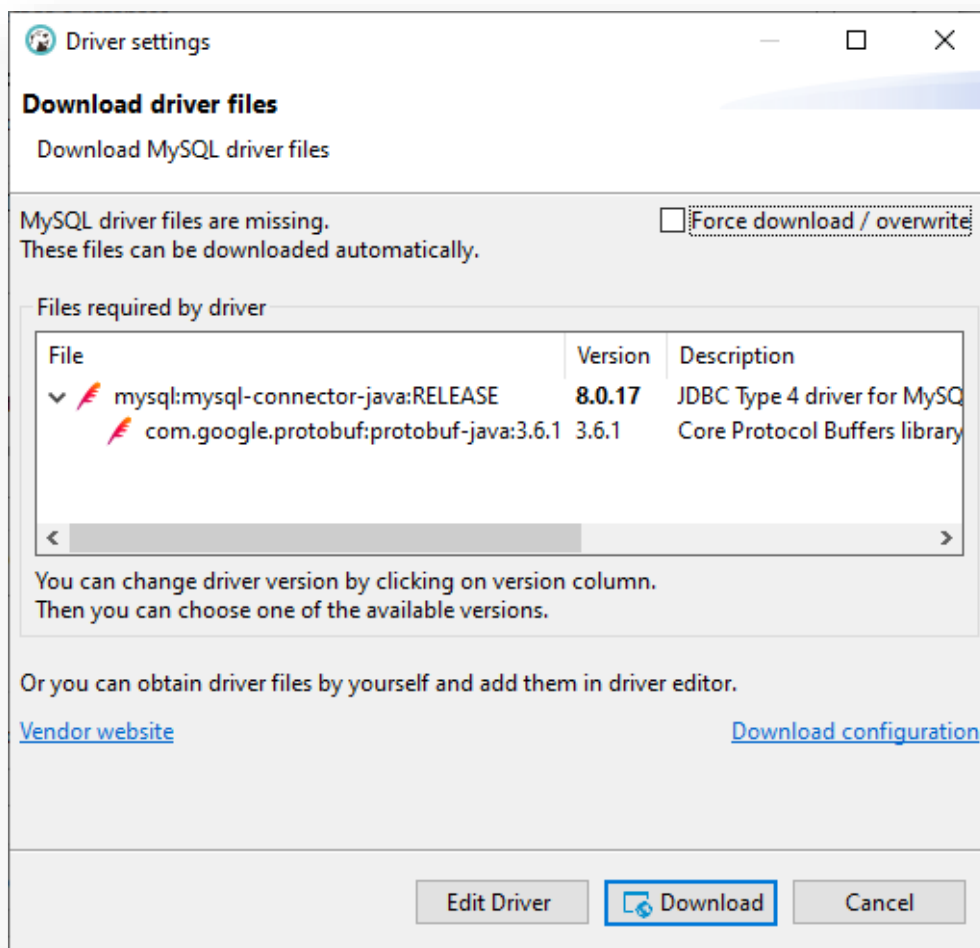 Driver settings
Download driver files
Download MySQL driver files
MySQL driver files are missing.
Force download / overwrite
These files can be downloaded automatically.
Files required by driver
File Version Description
mysql:mysql-connector-java:RELEASE 8.0.17 JDBC Type 4 driver for MySQ
com.google.protobuf:protobuf-java:3.6.1 3.6.1 Core Protocol Buffers library
You can change driver version by clicking on version column.
Then you can choose one of the available versions.
Or you can obtain driver files by yourself and add them in driver editor.
Vendor website Download configuration
Edit Driver Download Cancel